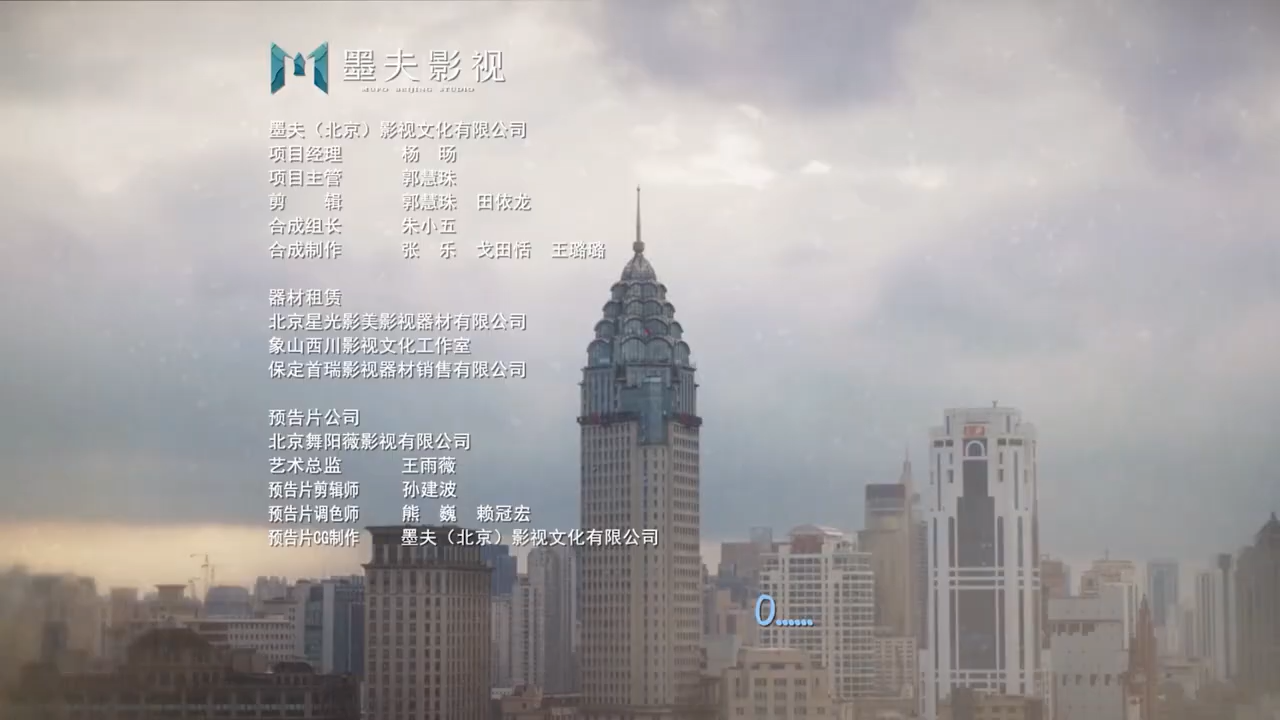 墨夫影视
MUFO BEIJING STUDIO
墨夫（北京）影视文化有限公司
项目经理 杨 旸
项目主管 郭慧珠
剪 辑 郭慧珠 田依龙
合成组长 朱小五
合成制作 张 乐 戈田恬 王璐璐
器材租赁
北京星光影美影视器材有限公司
象山西川影视文化工作室
保定首瑞影视器材销售有限公司
预告片公司
北京舞阳薇影视有限公司
艺术总监 王雨薇
预告片剪辑师 孙建波
预告片调色师 熊 巍 赖冠宏
预告片CG制作 墨夫（北京）影视文化有限公司
O......